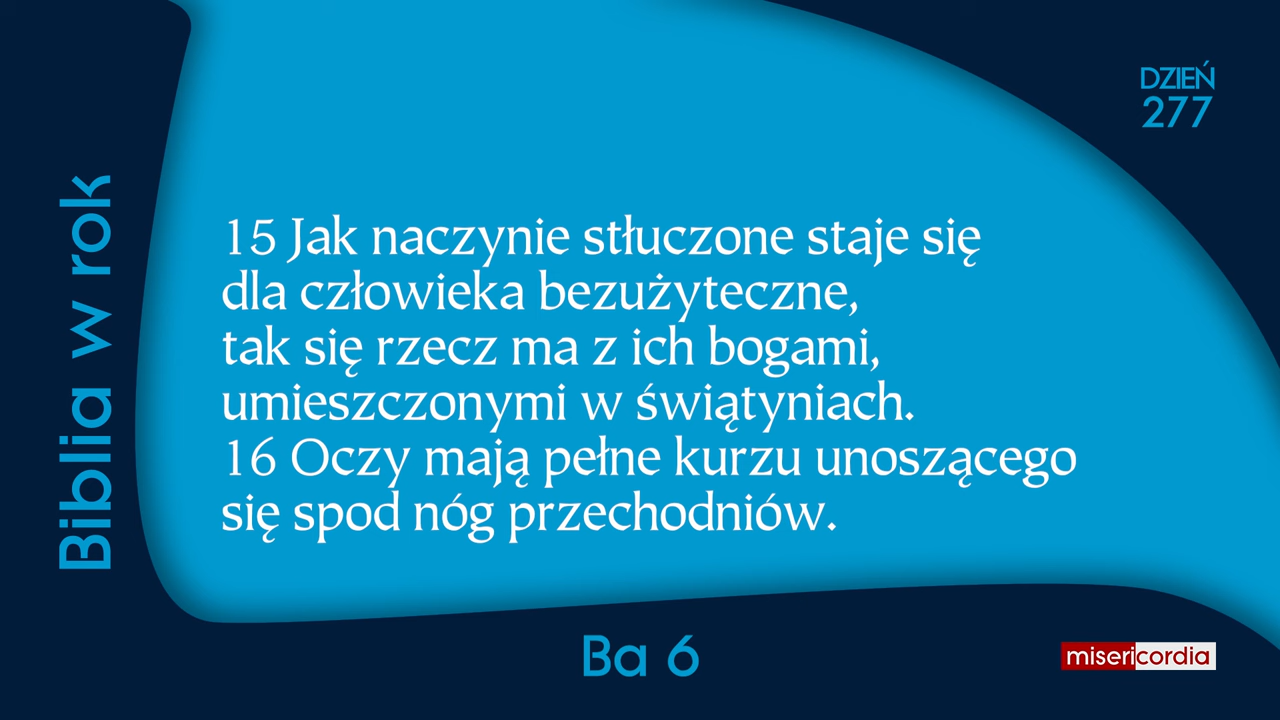 DZIEŃ
277
Biblia w rok
15 Jak naczynie stłuczone staje się
dla człowieka bezużyteczne,
tak się rzecz ma z ich bogami,
umieszczonymi w świątyniach.
16 Oczy mają pełne kurzu unoszącego
się spod nóg przechodniów.
Ba 6
misericordia